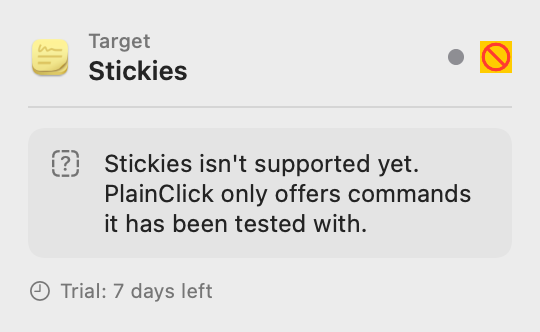 Target
Stickies
Stickies isn't supported yet.
PlainClick only offers commands
it has been tested with.
Trial: 7 days left